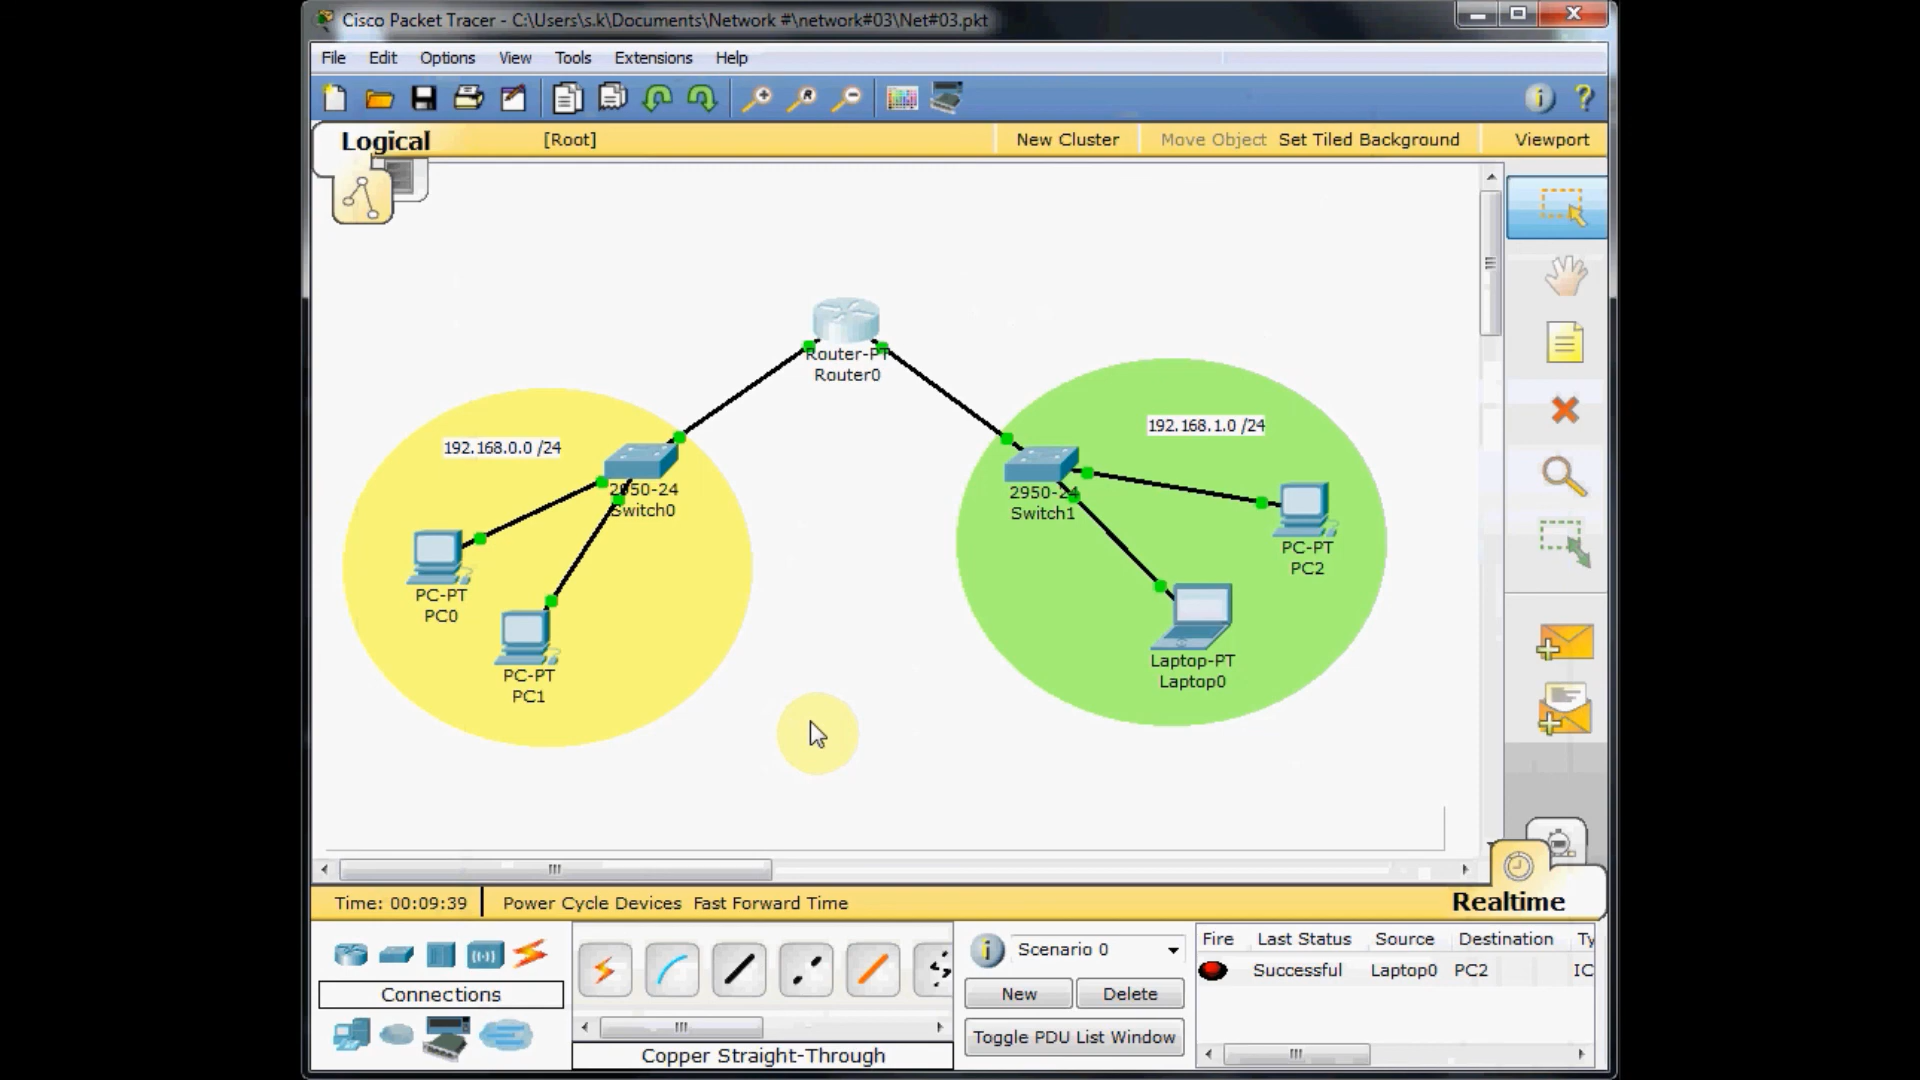 Cisco Packet Tracer - C:\Users\s.k\Documents\Network #\network#03\Net#03.pkt
File Edit Options View Tools Extensions Help
Logical [Root] New Cluster Move Object Set Tiled Background Viewport
Router-PT
Router0
192.168.0.0 /24
192.168.1.0 /24
2950-24
Switch0
2950-24
Switch1
PC-PT
PC2
PC-PT
PC0
PC-PT
PC1
Laptop-PT
Laptop0
Time: 00:09:39 Power Cycle Devices Fast Forward Time Realtime
Scenario 0
Fire Last Status Source Destination Ty
Successful Laptop0 PC2 IC
Connections
New Delete
Toggle PDU List Window
Copper Straight-Through